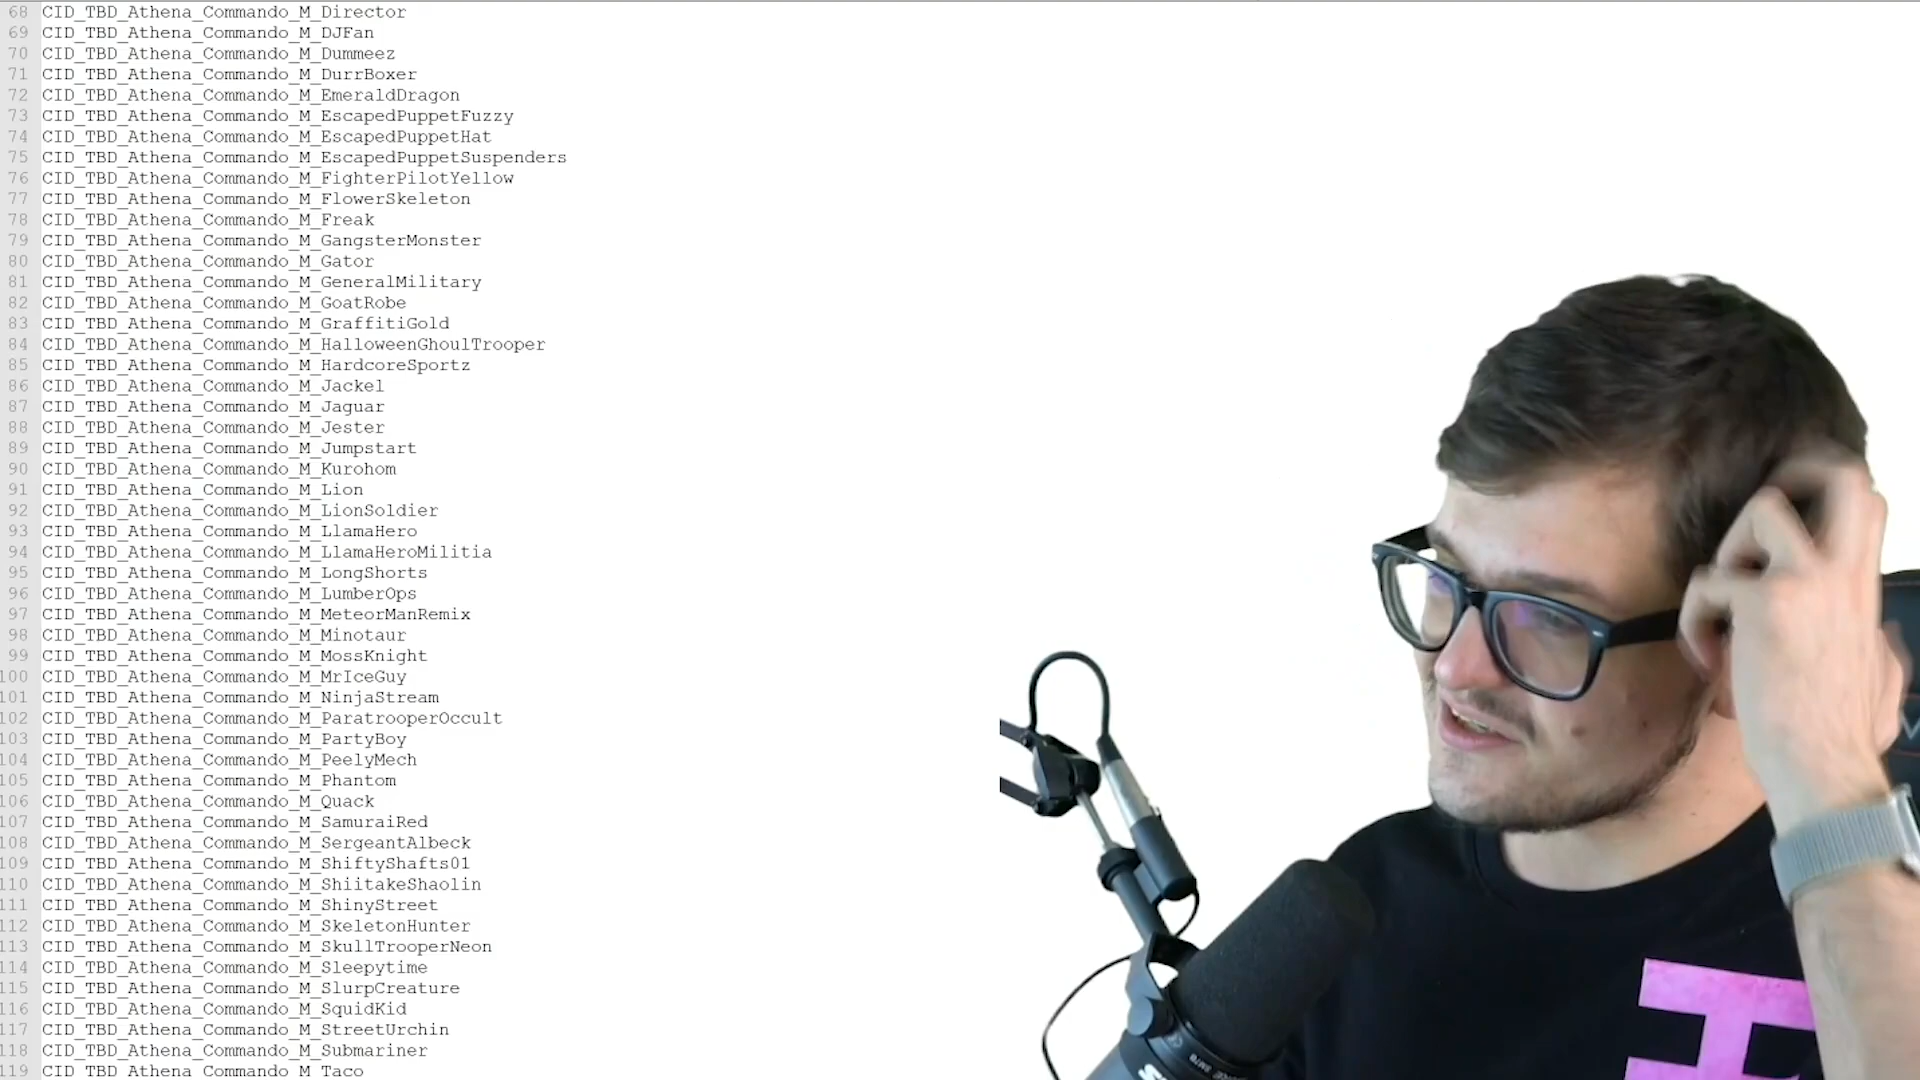 68 CID_TBD_Athena_Commando_M_Director
69 CID_TBD_Athena_Commando_M_DJFan
70 CID_TBD_Athena_Commando_M_Dummeez
71 CID_TBD_Athena_Commando_M_DurrBoxer
72 CID_TBD_Athena_Commando_M_EmeraldDragon
73 CID_TBD_Athena_Commando_M_EscapedPuppetFuzzy
74 CID_TBD_Athena_Commando_M_EscapedPuppetHat
75 CID_TBD_Athena_Commando_M_EscapedPuppetSuspenders
76 CID_TBD_Athena_Commando_M_FighterPilotYellow
77 CID_TBD_Athena_Commando_M_FlowerSkeleton
78 CID_TBD_Athena_Commando_M_Freak
79 CID_TBD_Athena_Commando_M_GangsterMonster
80 CID_TBD_Athena_Commando_M_Gator
81 CID_TBD_Athena_Commando_M_GeneralMilitary
82 CID_TBD_Athena_Commando_M_GoatRobe
83 CID_TBD_Athena_Commando_M_GraffitiGold
84 CID_TBD_Athena_Commando_M_HalloweenGhoulTrooper
85 CID_TBD_Athena_Commando_M_HardcoreSportz
86 CID_TBD_Athena_Commando_M_Jackel
87 CID_TBD_Athena_Commando_M_Jaguar
88 CID_TBD_Athena_Commando_M_Jester
89 CID_TBD_Athena_Commando_M_Jumpstart
90 CID_TBD_Athena_Commando_M_Kurohom
91 CID_TBD_Athena_Commando_M_Lion
92 CID_TBD_Athena_Commando_M_LionSoldier
93 CID_TBD_Athena_Commando_M_LlamaHero
94 CID_TBD_Athena_Commando_M_LlamaHeroMilitia
95 CID_TBD_Athena_Commando_M_LongShorts
96 CID_TBD_Athena_Commando_M_LumberOps
97 CID_TBD_Athena_Commando_M_MeteorManRemix
98 CID_TBD_Athena_Commando_M_Minotaur
99 CID_TBD_Athena_Commando_M_MossKnight
100 CID_TBD_Athena_Commando_M_MrIceGuy
101 CID_TBD_Athena_Commando_M_NinjaStream
102 CID_TBD_Athena_Commando_M_ParatrooperOccult
103 CID_TBD_Athena_Commando_M_PartyBoy
104 CID_TBD_Athena_Commando_M_PeelyMech
105 CID_TBD_Athena_Commando_M_Phantom
106 CID_TBD_Athena_Commando_M_Quack
107 CID_TBD_Athena_Commando_M_SamuraiRed
108 CID_TBD_Athena_Commando_M_SergeantAlbeck
109 CID_TBD_Athena_Commando_M_ShiftyShafts01
110 CID_TBD_Athena_Commando_M_ShiitakeShaolin
111 CID_TBD_Athena_Commando_M_ShinyStreet
112 CID_TBD_Athena_Commando_M_SkeletonHunter
113 CID_TBD_Athena_Commando_M_SkullTrooperNeon
114 CID_TBD_Athena_Commando_M_Sleepytime
115 CID_TBD_Athena_Commando_M_SlurpCreature
116 CID_TBD_Athena_Commando_M_SquidKid
117 CID_TBD_Athena_Commando_M_StreetUrchin
118 CID_TBD_Athena_Commando_M_Submariner
119 CID_TBD_Athena_Commando_M_Taco